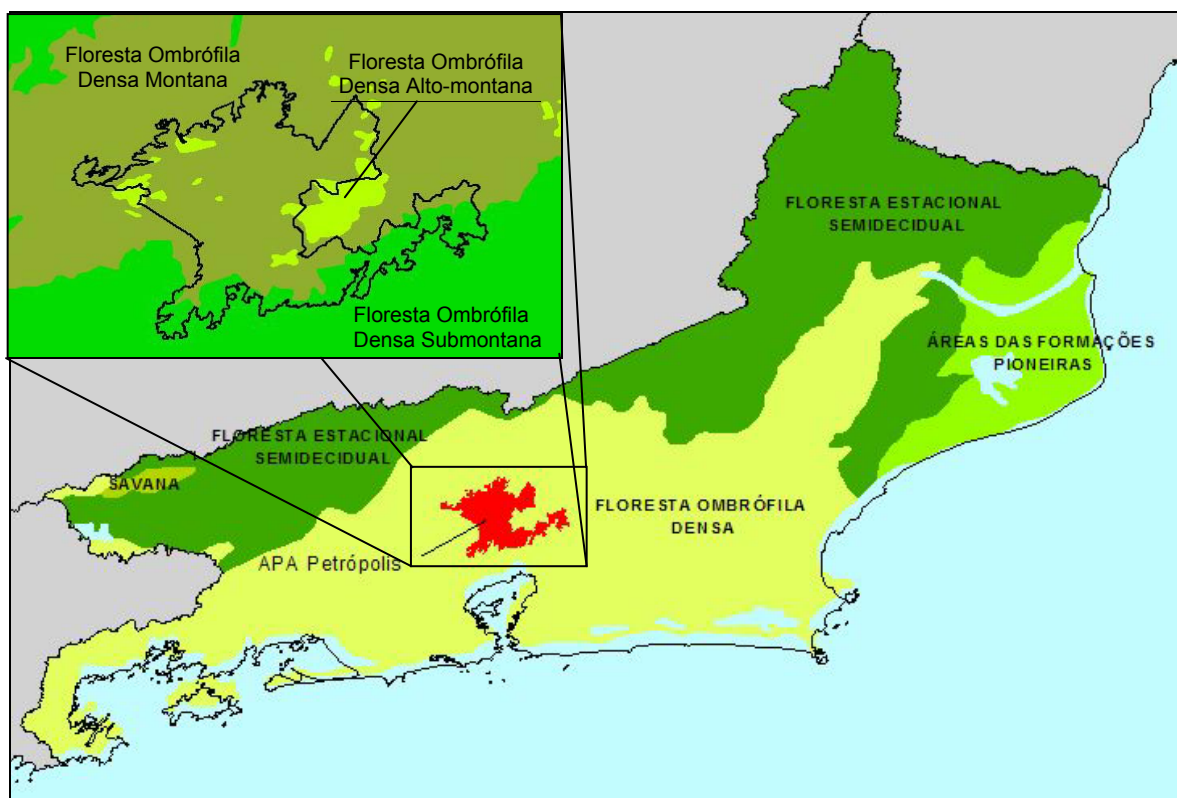 Floresta Ombrófila
Densa Montana
Floresta Ombrófila
Densa Alto-montana
Floresta Ombrófila
Densa Submontana
FLORESTA ESTACIONAL
SEMIDECIDUAL
ÁREAS DAS FORMAÇÕES
PIONEIRAS
FLORESTA ESTACIONAL
SEMIDECIDUAL
SAVANA
FLORESTA OMBRÓFILA
DENSA
APA Petrópolis